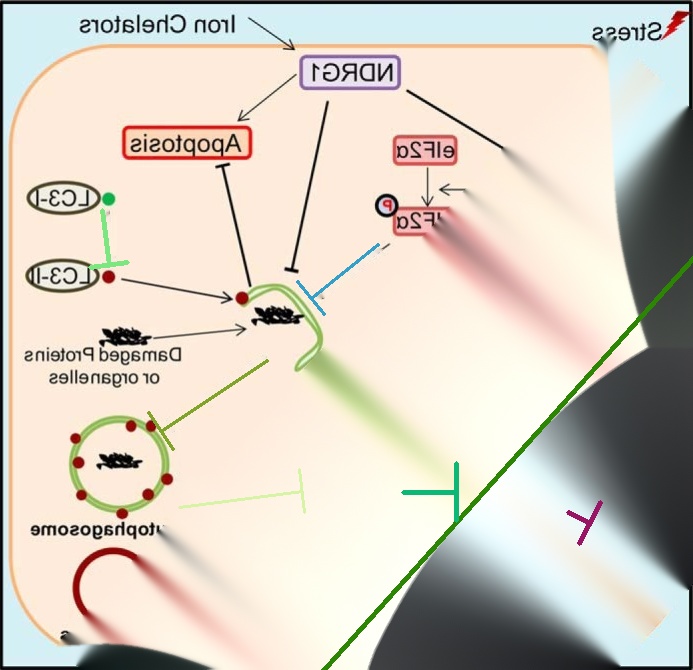 Iron Chelators
Stress
NDRG1
Apoptosis
eIF2α
P
IF2α
LC3-I
LC3-II
Damaged Proteins
or organelles
utophagosome
s